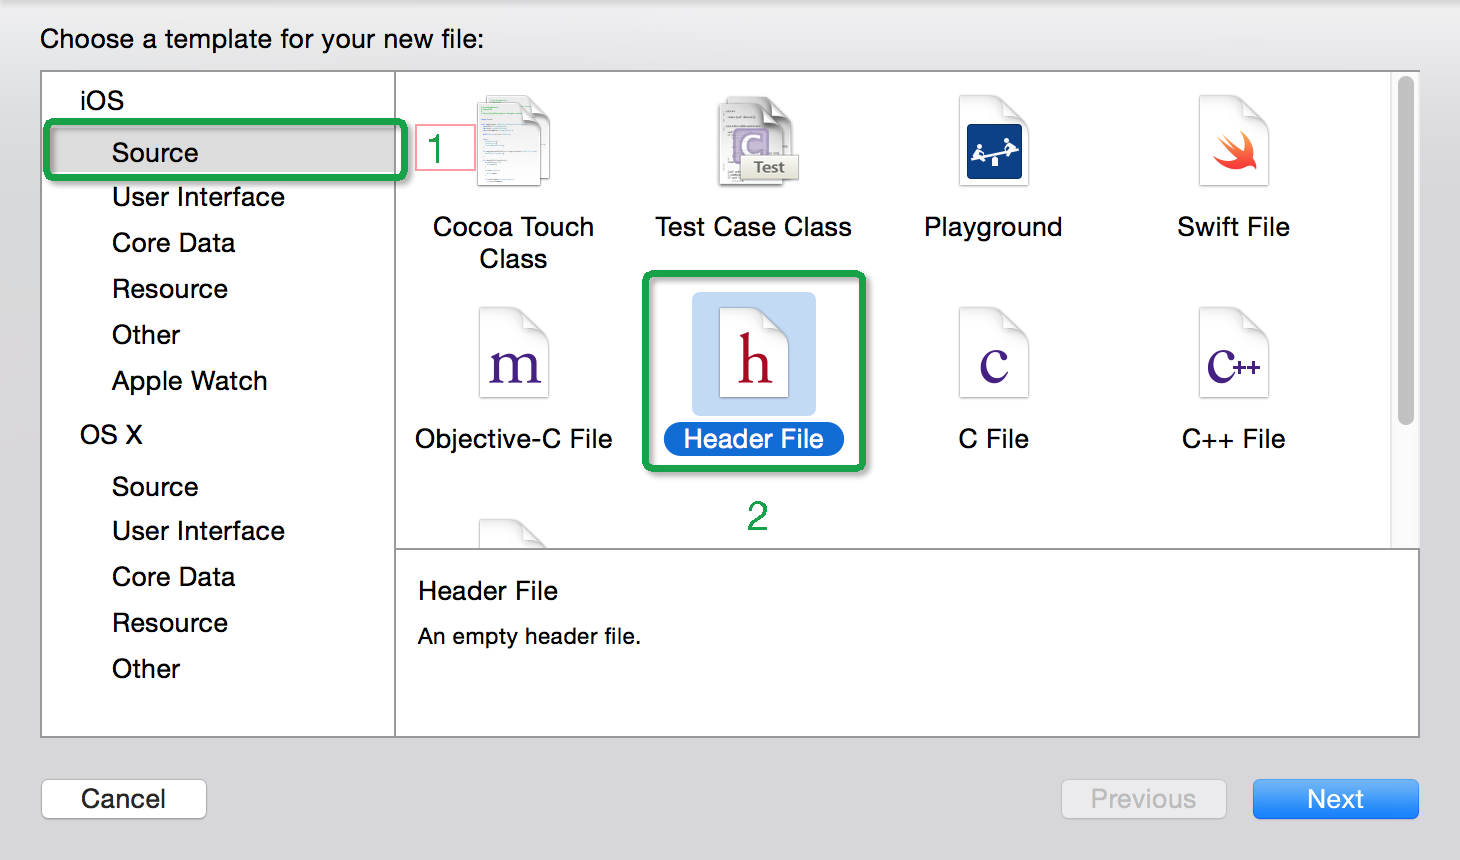 Choose a template for your new file:
iOS
Source
User Interface
Core Data
Resource
Other
Apple Watch
OS X
Source
User Interface
Core Data
Resource
Other
1
Test
Cocoa Touch
Class
Test Case Class
Playground
Swift File
m
h
c
c++
Objective-C File
Header File
C File
C++ File
2
Header File
An empty header file.
Cancel
Previous
Next